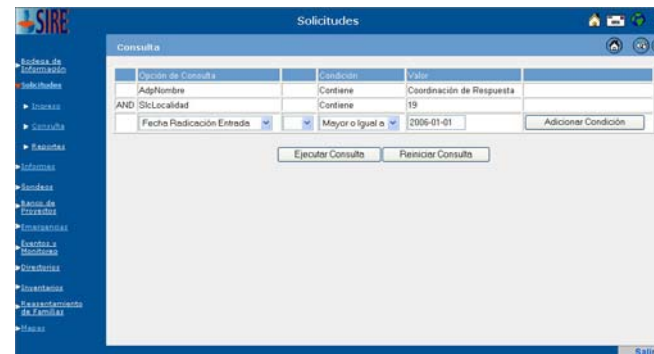 SIRE
Solicitudes
Consulta
Bodega de
Información
Solicitudes
Ingreso
Consulta
Reportes
Informes
Sondeos
Banco de
Proyectos
Emergencias
Eventos y
Monitoreo
Directorios
Inventarios
Reasentamiento
de Familias
Mapas
Opción de Consulta Condición Valor
AdpNombre Contiene Coordinación de Respuesta
AND SlcLocalidad Contiene 19
Fecha Radicación Entrada Mayor o Igual a 2006-01-01 Adicionar Condición
Ejecutar Consulta Reiniciar Consulta